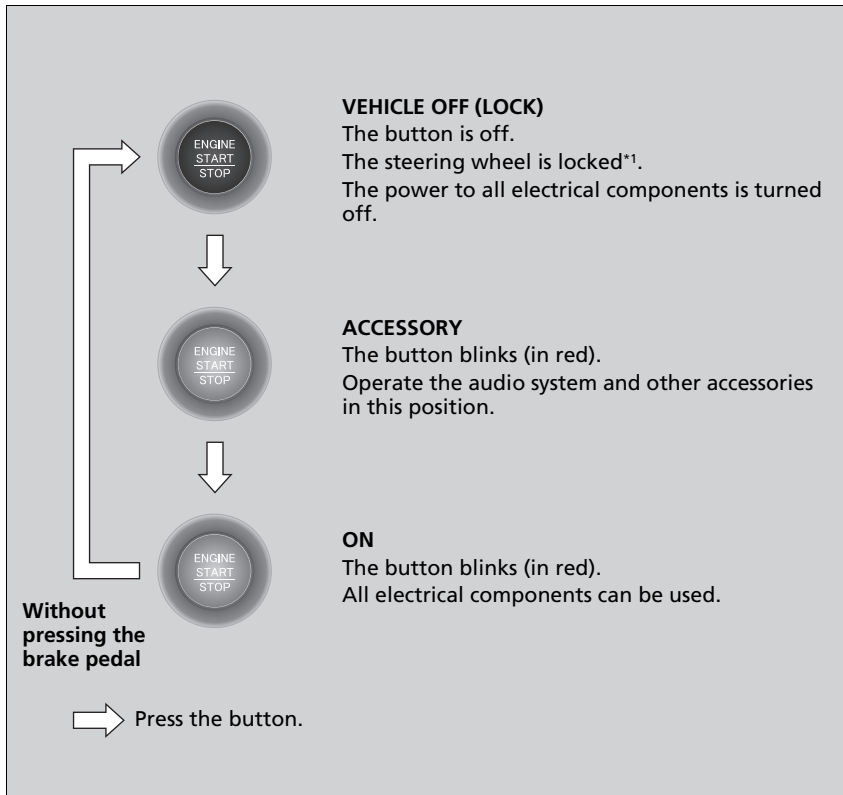 ENGINE
START
STOP
VEHICLE OFF (LOCK)
The button is off.
The steering wheel is locked*1.
The power to all electrical components is turned
off.
ENGINE
START
STOP
ACCESSORY
The button blinks (in red).
Operate the audio system and other accessories
in this position.
ENGINE
START
STOP
ON
The button blinks (in red).
All electrical components can be used.
Without
pressing the
brake pedal
Press the button.